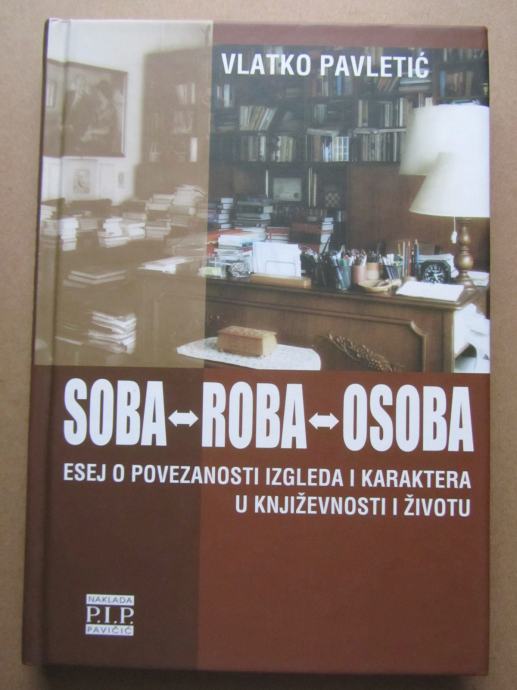 VLATKO PAVLETIĆ
SOBA↔ROBA↔OSOBA
ESEJ O POVEZANOSTI IZGLEDA I KARAKTERA
U KNJIŽEVNOSTI I ŽIVOTU
NAKLADA
P.I.P.
PAVIČIĆ